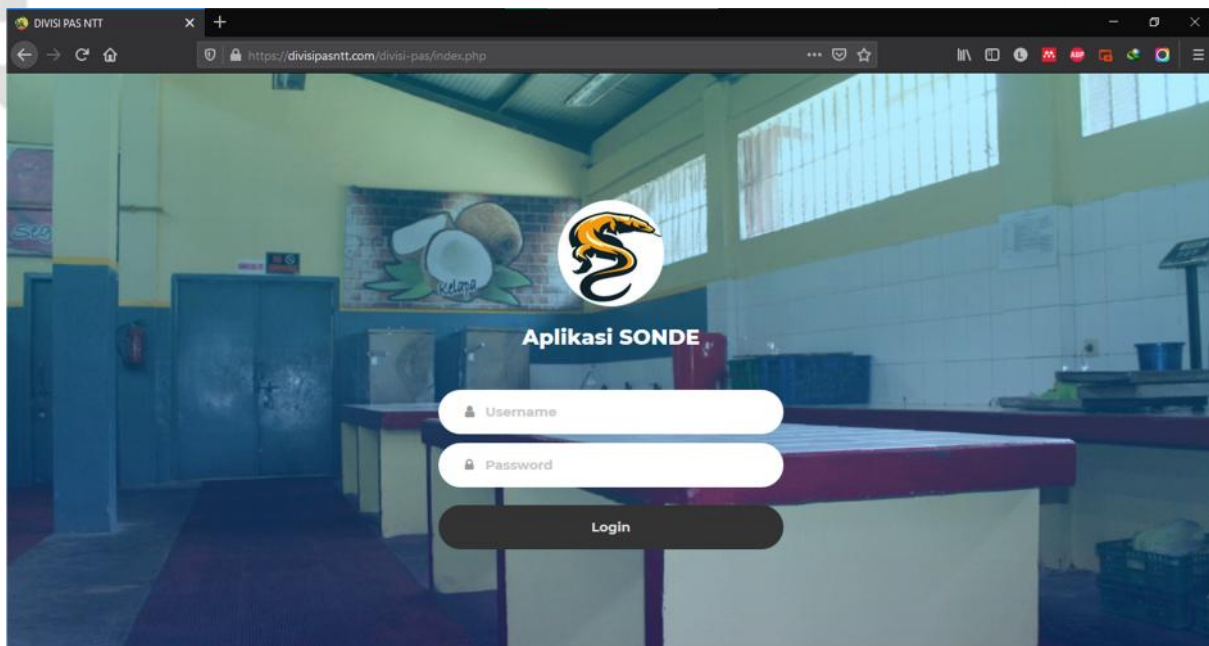 DIVISI PAS NTT
https://divisipasntt.com/divisi-pas/index.php
Kelapa
Aplikasi SONDE
Username
Password
Login